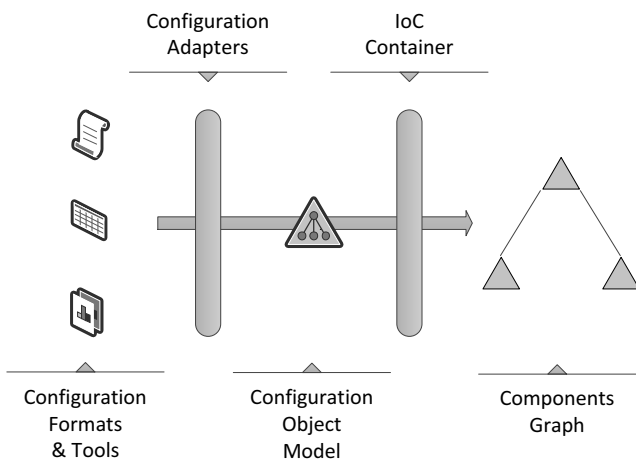 Configuration
Adapters
IoC
Container
Configuration
Formats
& Tools
Configuration
Object
Model
Components
Graph